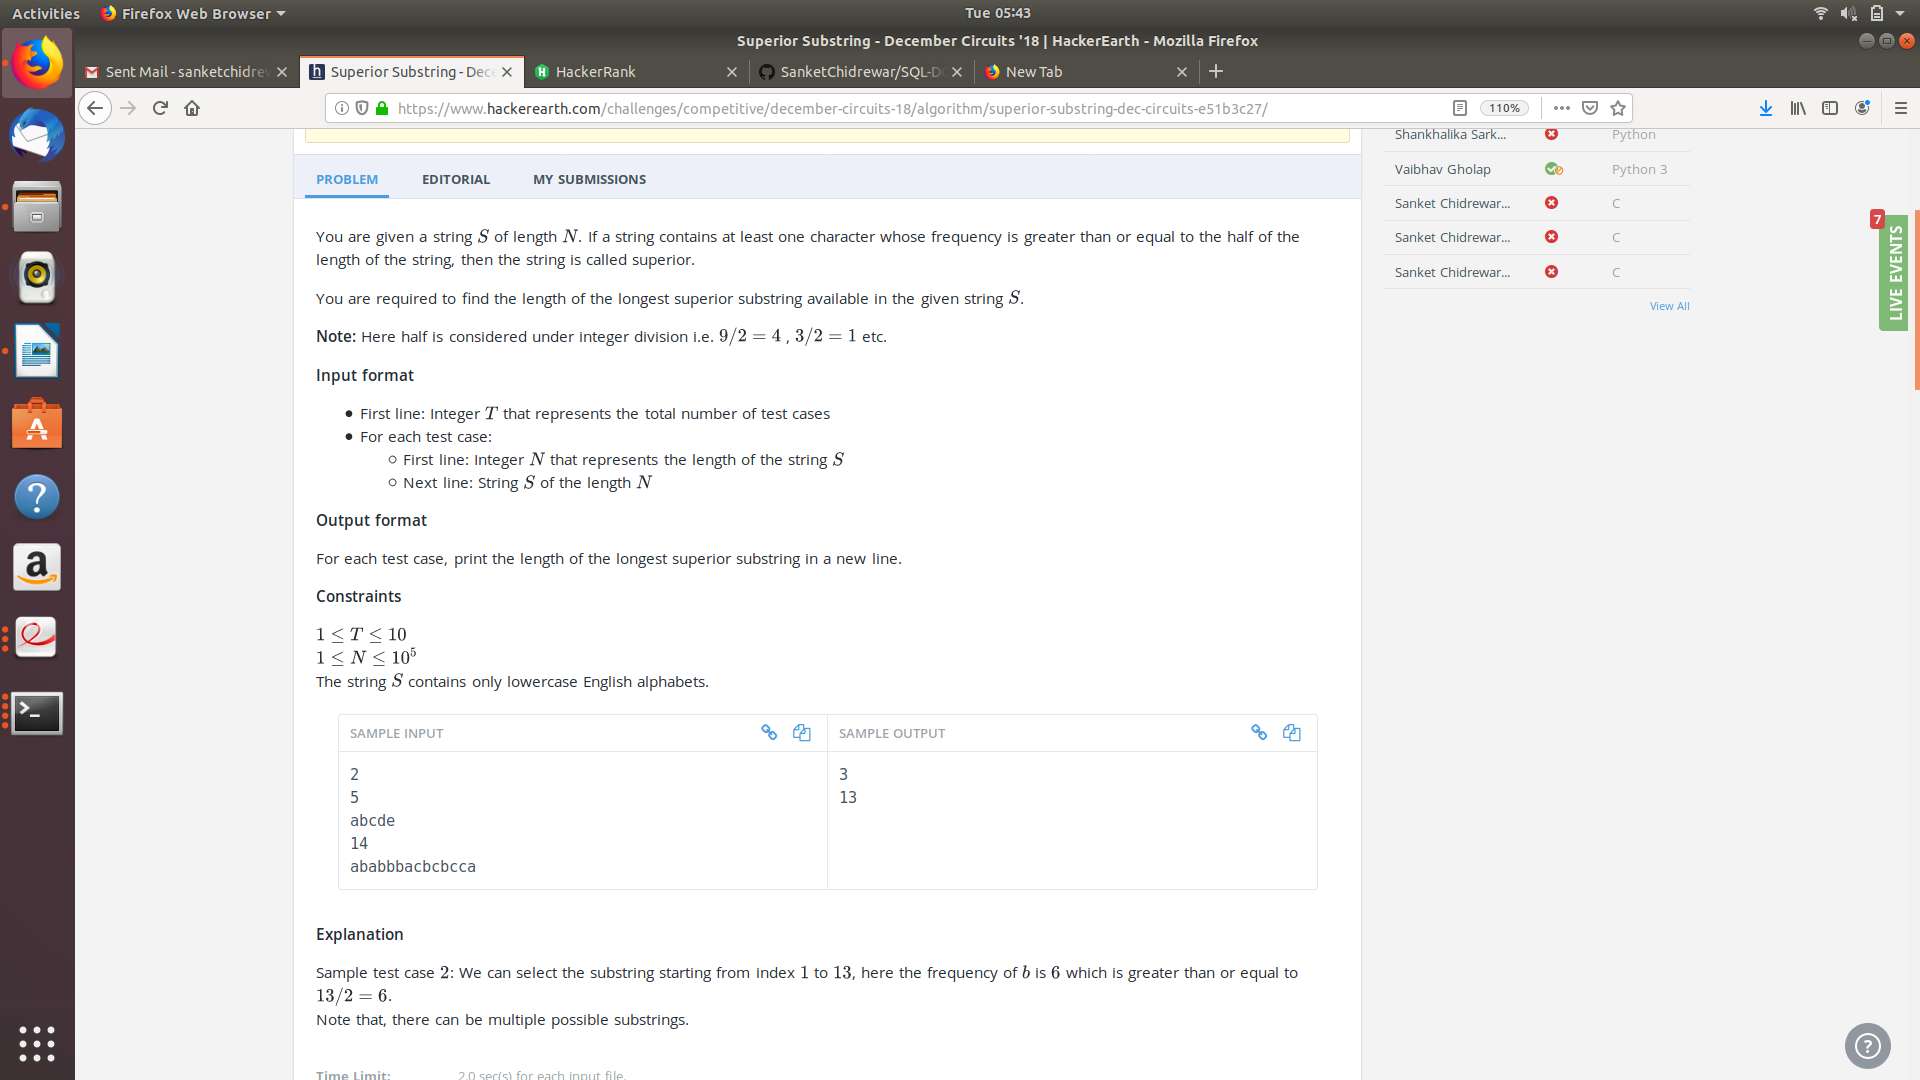 Activities
Firefox Web Browser
Tue 05:43
Superior Substring - December Circuits '18 | HackerEarth - Mozilla Firefox
Sent Mail - sanketchidrew
Superior Substring - Dece
HackerRank
SanketChidrewar/SQL-D
New Tab
https://www.hackerearth.com/challenges/competitive/december-circuits-18/algorithm/superior-substring-dec-circuits-e51b3c27/
110%
PROBLEM
EDITORIAL
MY SUBMISSIONS
You are given a string S of length N. If a string contains at least one character whose frequency is greater than or equal to the half of the
length of the string, then the string is called superior.
You are required to find the length of the longest superior substring available in the given string S.
Note: Here half is considered under integer division i.e. 9/2 = 4 , 3/2 = 1 etc.
Input format
• First line: Integer T that represents the total number of test cases
• For each test case:
○ First line: Integer N that represents the length of the string S
○ Next line: String S of the length N
Output format
For each test case, print the length of the longest superior substring in a new line.
Constraints
1 ≤ T ≤ 10
1 ≤ N ≤ 10⁵
The string S contains only lowercase English alphabets.
SAMPLE INPUT
2
5
abcde
14
ababbbacbcbcca
SAMPLE OUTPUT
3
13
Explanation
Sample test case 2: We can select the substring starting from index 1 to 13, here the frequency of b is 6 which is greater than or equal to
13/2 = 6.
Note that, there can be multiple possible substrings.
Time Limit: 2.0 sec(s) for each input file.
Shankhalika Sark... Python
Vaibhav Gholap Python 3
Sanket Chidrewar... C
Sanket Chidrewar... C
Sanket Chidrewar... C
View All
7
LIVE EVENTS